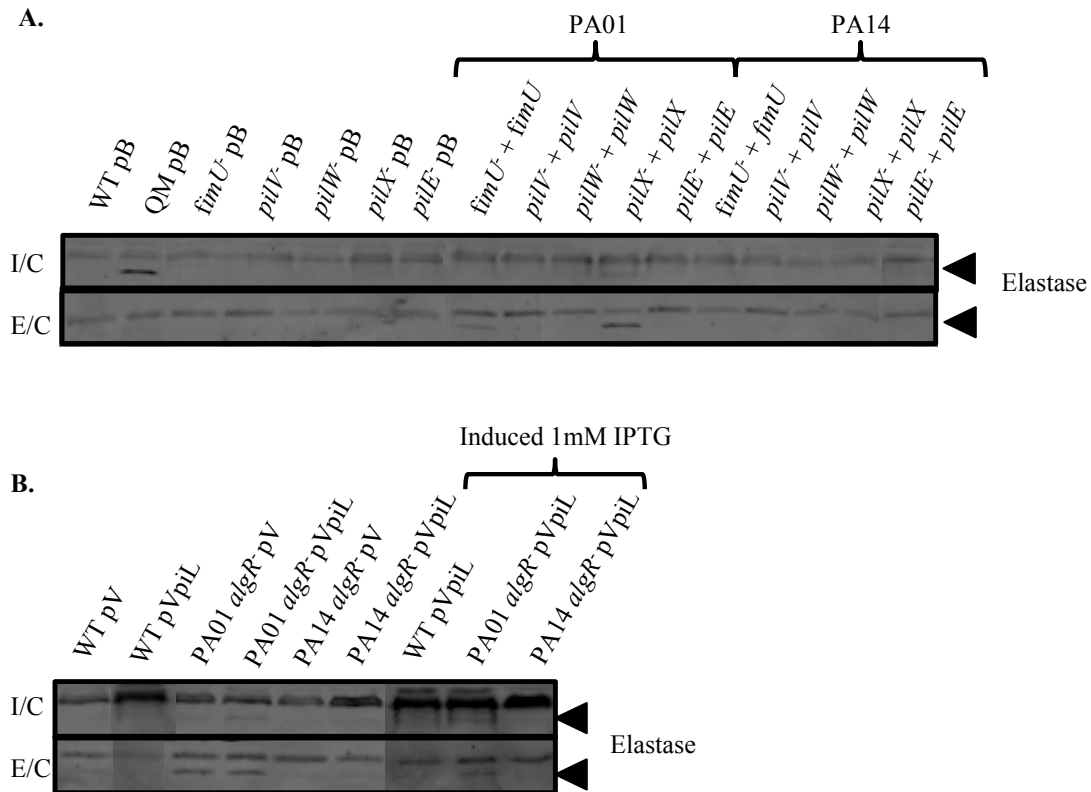 A.
PA01
PA14
WT pB
QM pB
fimU- pB
pilV- pB
pilW- pB
pilX- pB
pilE- pB
fimU- + fimU
pilV- + pilV
pilW- + pilW
pilX- + pilX
pilE- + pilE
fimU- + fimU
pilV- + pilV
pilW- + pilW
pilX- + pilX
pilE- + pilE
I/C
E/C
Elastase
Induced 1mM IPTG
B.
WT pV
WT pVpiL
PA01 algR- pV
PA01 algR- pVpiL
PA14 algR- pV
PA14 algR- pVpiL
WT pVpiL
PA01 algR- pVpiL
PA14 algR- pVpiL
I/C
E/C
Elastase